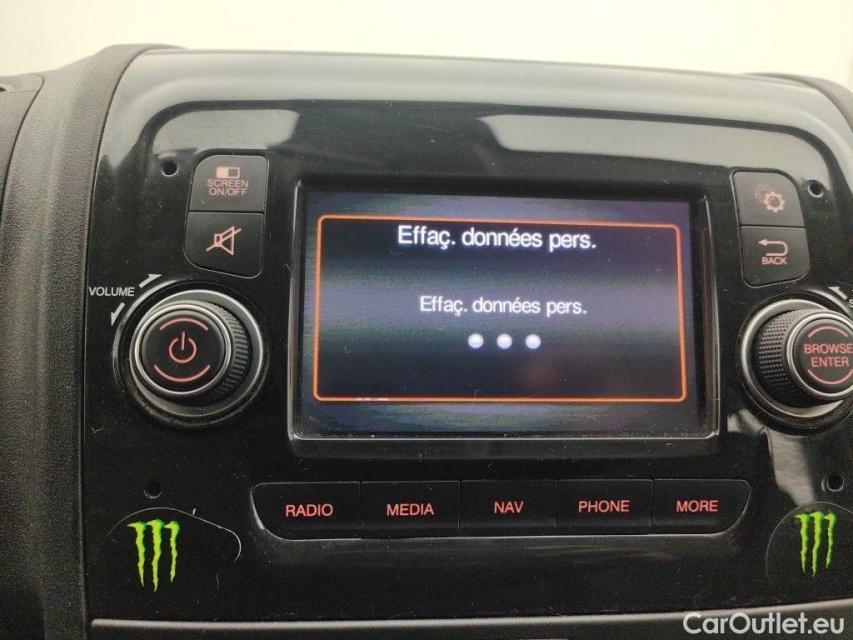 SCREEN
ON/OFF
Effaç. données pers.
BACK
VOLUME
Effaç. données pers.
BROWSE
ENTER
RADIO
MEDIA
NAV
PHONE
MORE
CarOutlet.eu